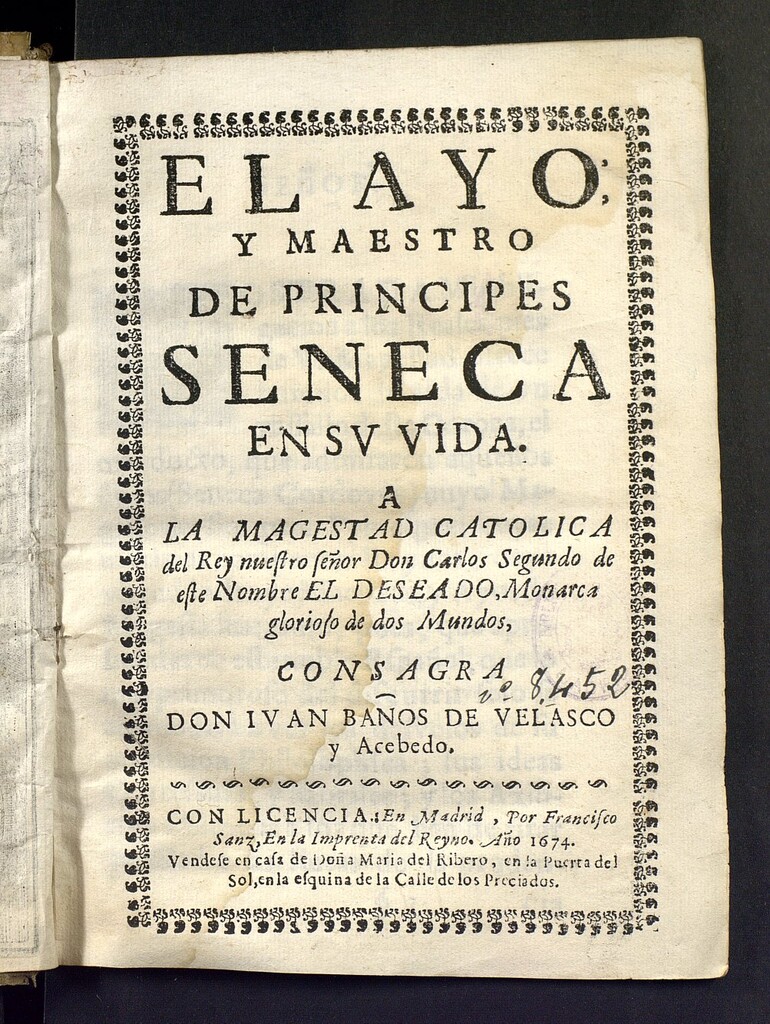 EL AYO;
Y MAESTRO
DE PRINCIPES
SENECA
EN SV VIDA.
A
LA MAGESTAD CATOLICA
del Rey nueſtro ſeñor Don Carlos Segundo de
eſte Nombre EL DESEADO, Monarca
glorioſo de dos Mundos,
CONSAGRA
nº 8,452
DON IVAN BAÑOS DE VELASCO
y Acebedo.
CON LICENCIA: En Madrid, Por Franciſco
Sanz, En la Imprenta del Reyno. Año 1674.
Vendeſe en caſa de Doña Maria del Ribero, en la Puerta del
Sol, en la eſquina de la Calle de los Preciados.